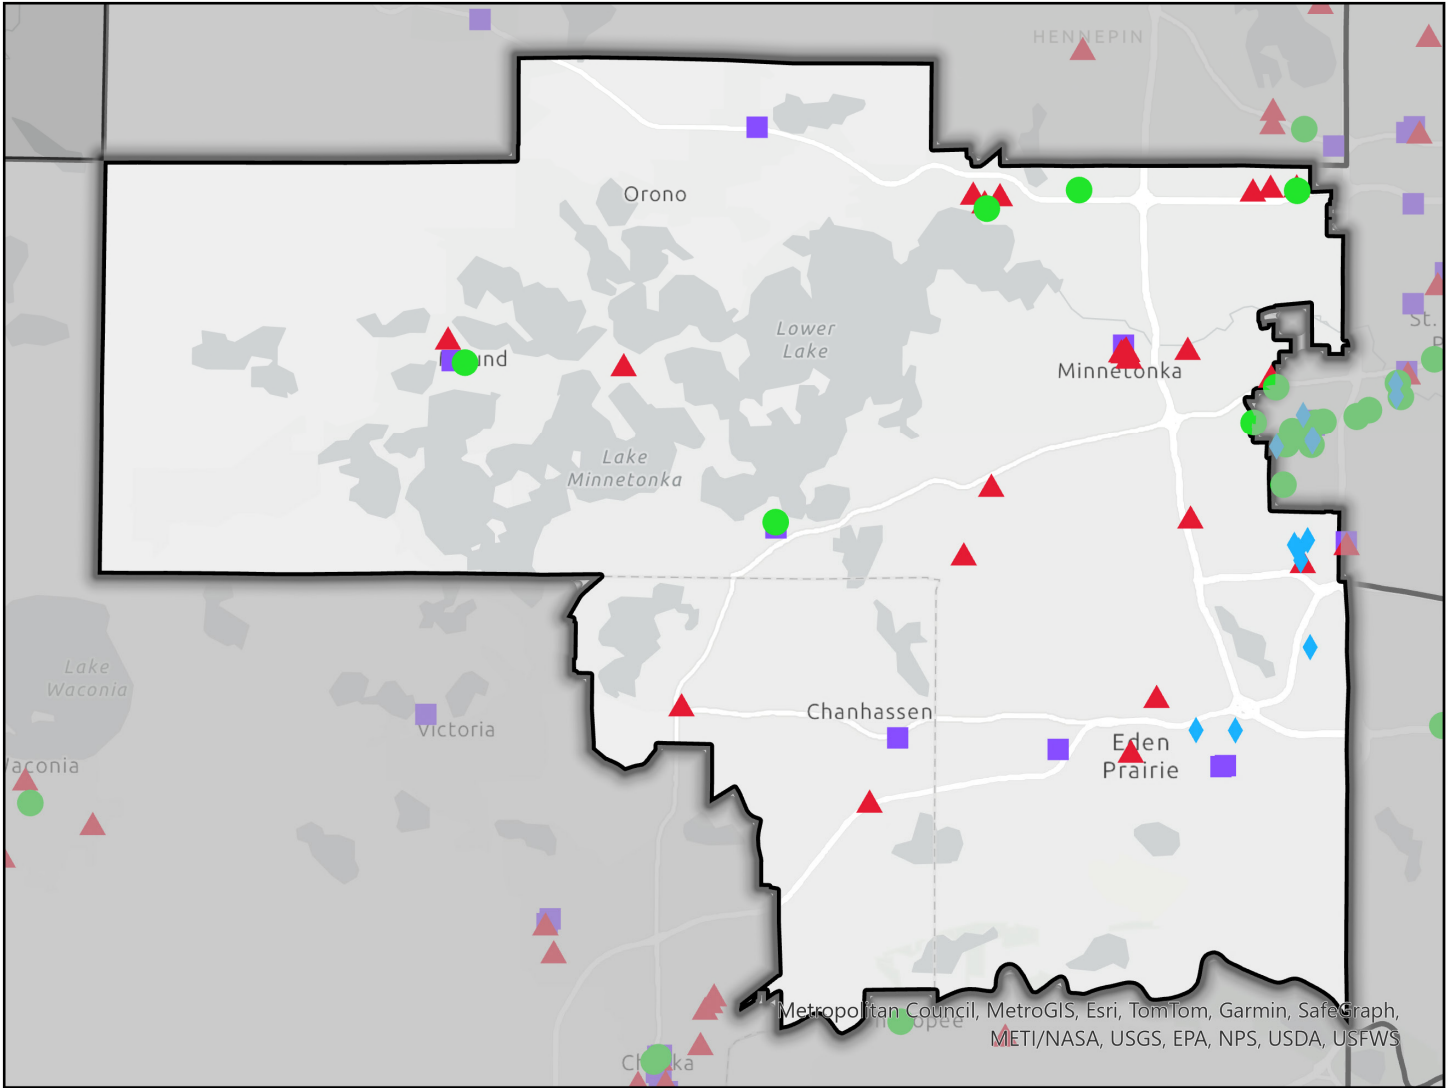 HENNEPIN
Orono
Lower
Lake
St.
Minnetonka
Lake
Minnetonka
Lake
Waconia
Chanhassen
Victoria
Eden
Prairie
Metropolitan Council, MetroGIS, Esri, TomTom, Garmin, SafeGraph,
METI/NASA, USGS, EPA, NPS, USDA, USFWS